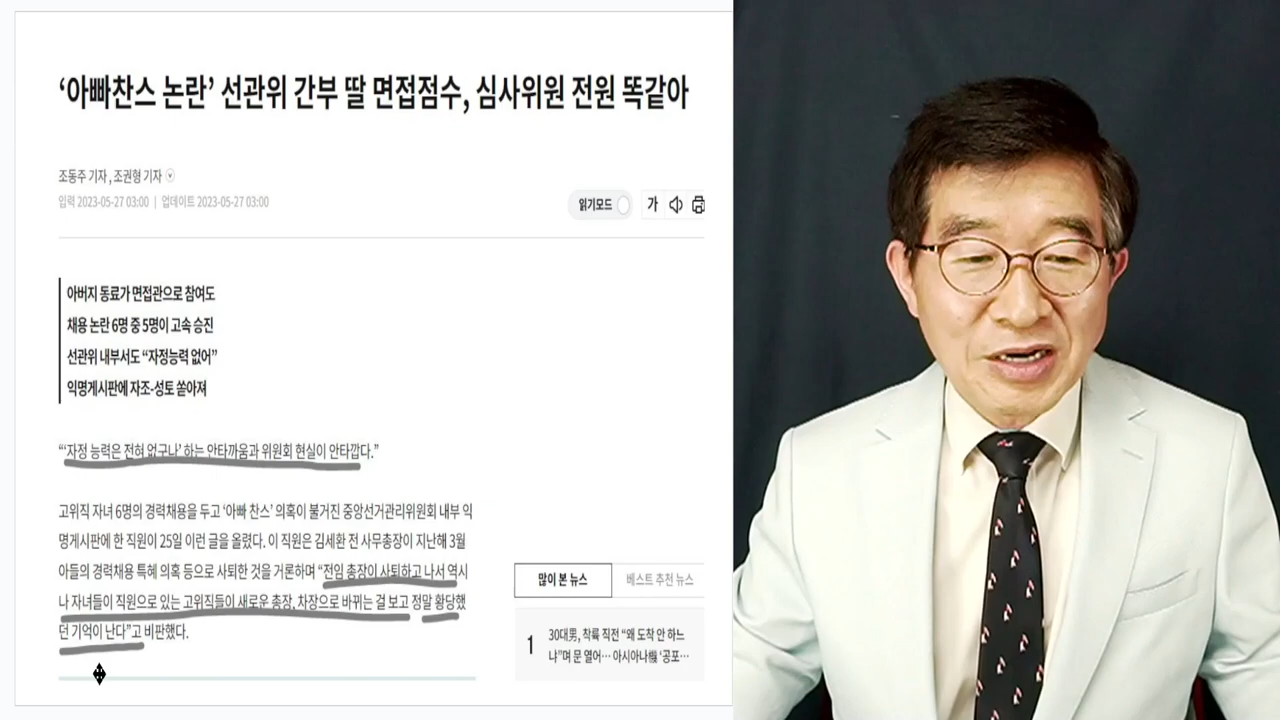 ‘아빠찬스 논란’ 선관위 간부 딸 면접점수, 심사위원 전원 똑같아
조동주 기자 , 조권형 기자
입력 2023-05-27 03:00 | 업데이트 2023-05-27 03:00
읽기모드
가
아버지 동료가 면접관으로 참여도
채용 논란 6명 중 5명이 고속 승진
선관위 내부서도 “자정능력 없어”
익명게시판에 자조-성토 쏟아져
“‘자정 능력은 전혀 없구나’ 하는 안타까움과 위원회 현실이 안타깝다.”
고위직 자녀 6명의 경력채용을 두고 ‘아빠 찬스’ 의혹이 불거진 중앙선거관리위원회 내부 익
명게시판에 한 직원이 25일 이런 글을 올렸다. 이 직원은 김세환 전 사무총장이 지난해 3월
아들의 경력채용 특혜 의혹 등으로 사퇴한 것을 거론하며 “전임 총장이 사퇴하고 나서 역시
나 자녀들이 직원으로 있는 고위직들이 새로운 총장, 차장으로 바뀌는 걸 보고 정말 황당했
던 기억이 난다”고 비판했다.
많이 본 뉴스
베스트 추천 뉴스
1
30대男, 착륙 직전 “왜 도착 안 하느
냐”며 문 열어… 아시아나機 ‘공포…